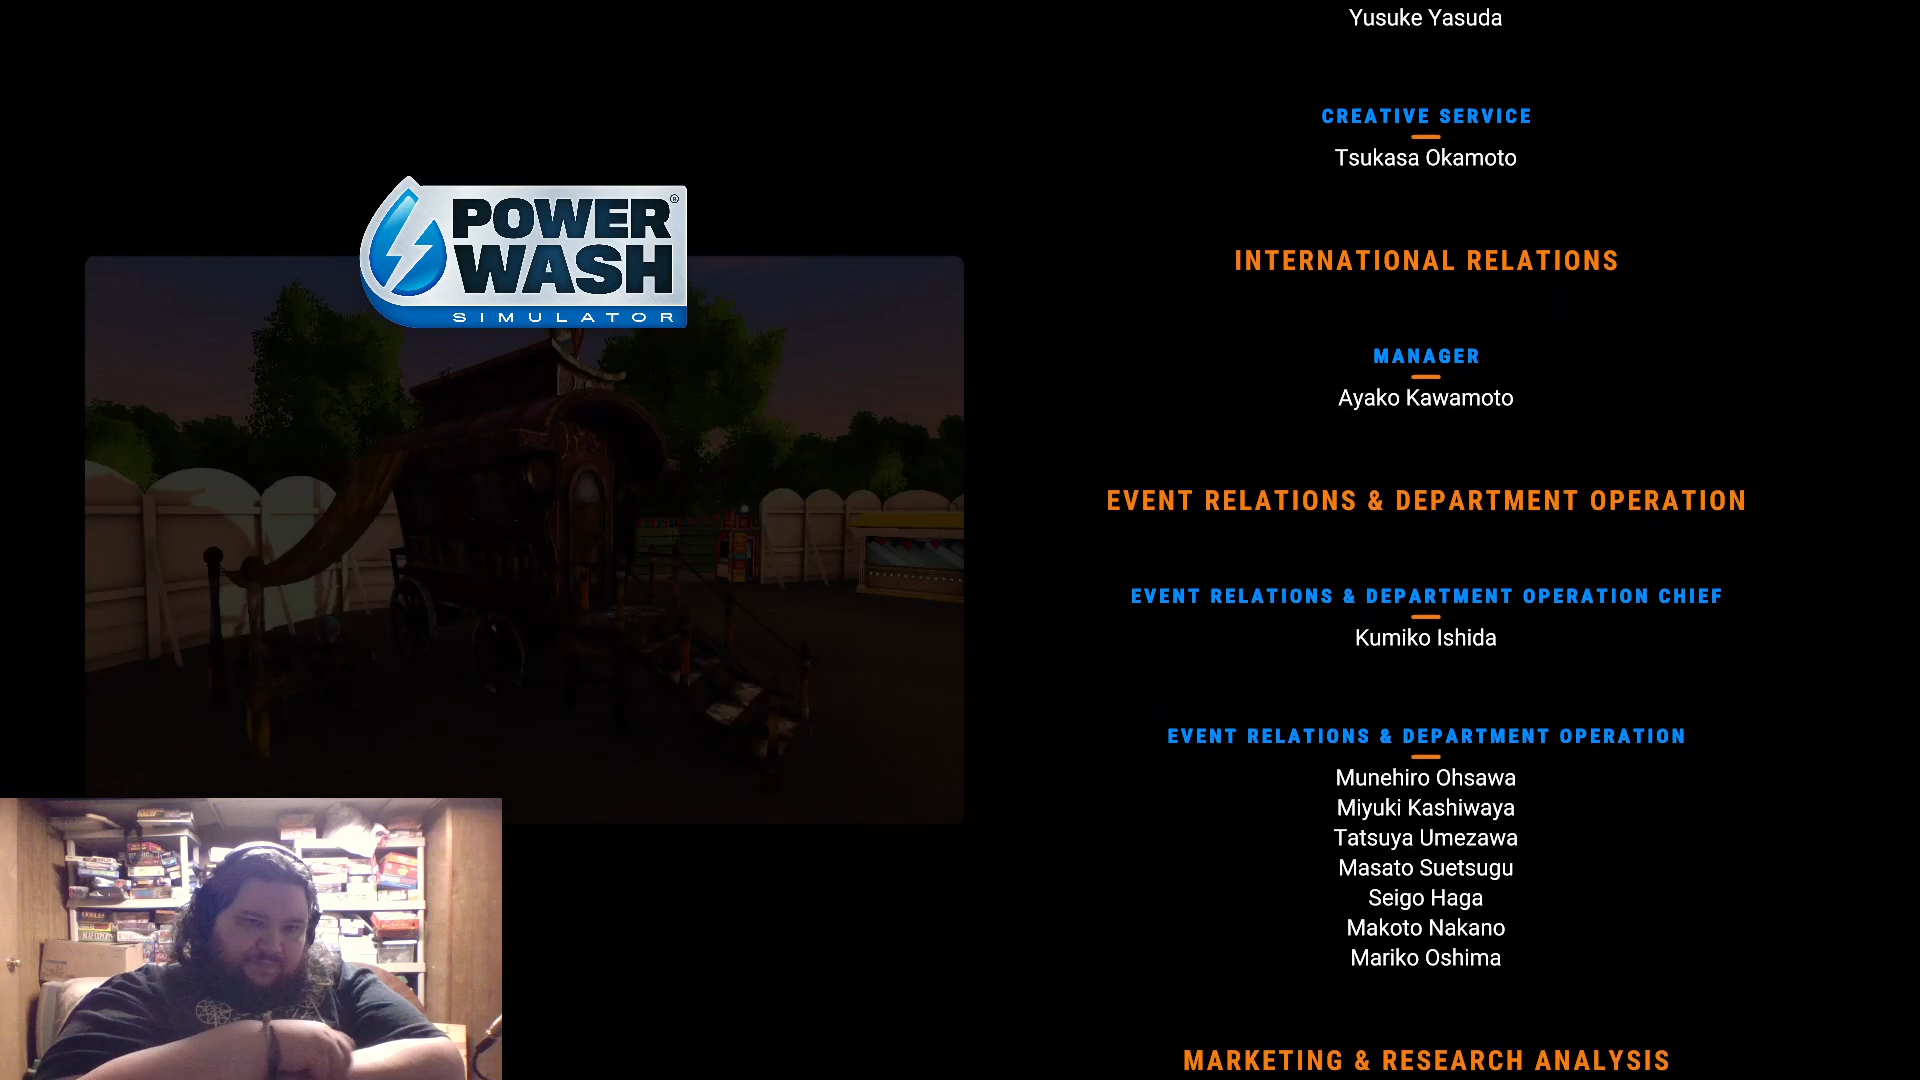 POWER
WASH
SIMULATOR
Yusuke Yasuda
CREATIVE SERVICE
Tsukasa Okamoto
INTERNATIONAL RELATIONS
MANAGER
Ayako Kawamoto
EVENT RELATIONS & DEPARTMENT OPERATION
EVENT RELATIONS & DEPARTMENT OPERATION CHIEF
Kumiko Ishida
EVENT RELATIONS & DEPARTMENT OPERATION
Munehiro Ohsawa
Miyuki Kashiwaya
Tatsuya Umezawa
Masato Suetsugu
Seigo Haga
Makoto Nakano
Mariko Oshima
MARKETING & RESEARCH ANALYSIS